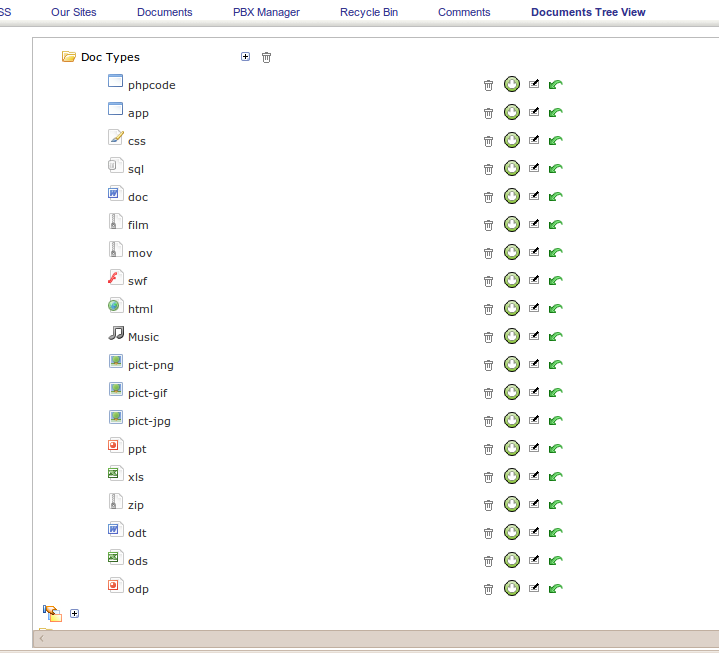 SS Our Sites Documents PBX Manager Recycle Bin Comments Documents Tree View
Doc Types
phpcode
app
css
sql
doc
film
mov
swf
html
Music
pict-png
pict-gif
pict-jpg
ppt
xls
zip
odt
ods
odp